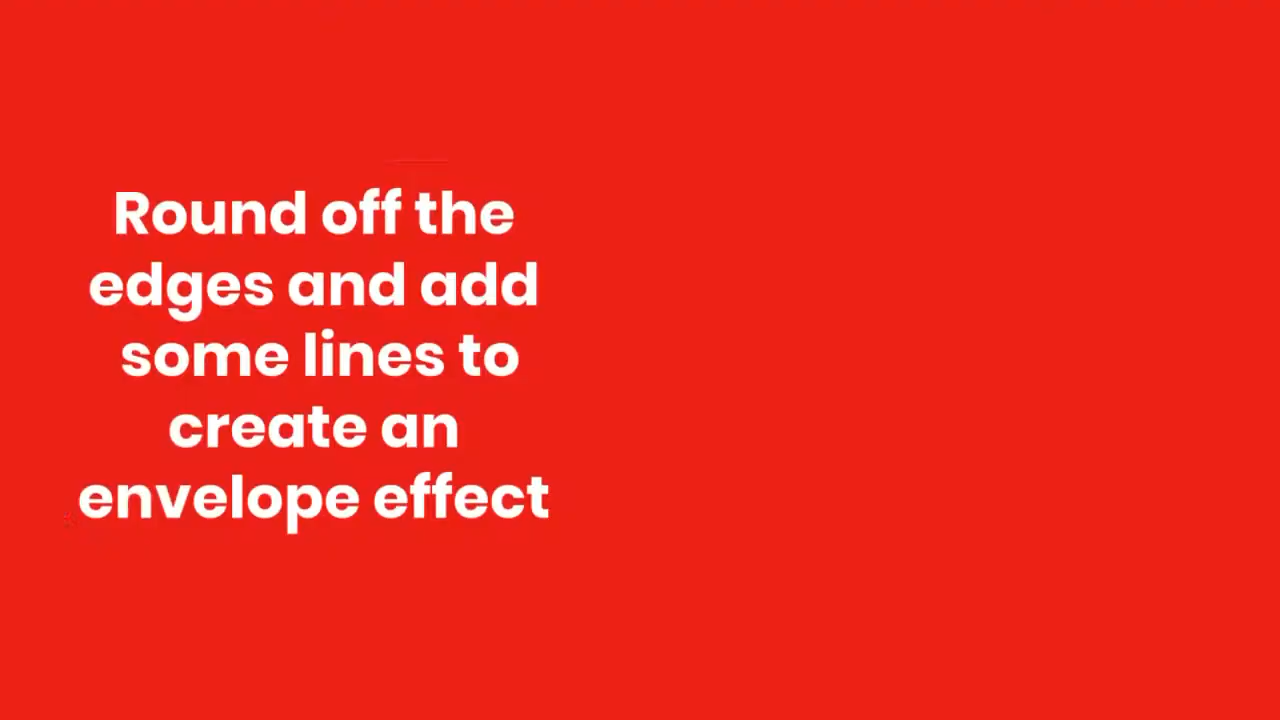 Round off the
edges and add
some lines to
create an
envelope effect